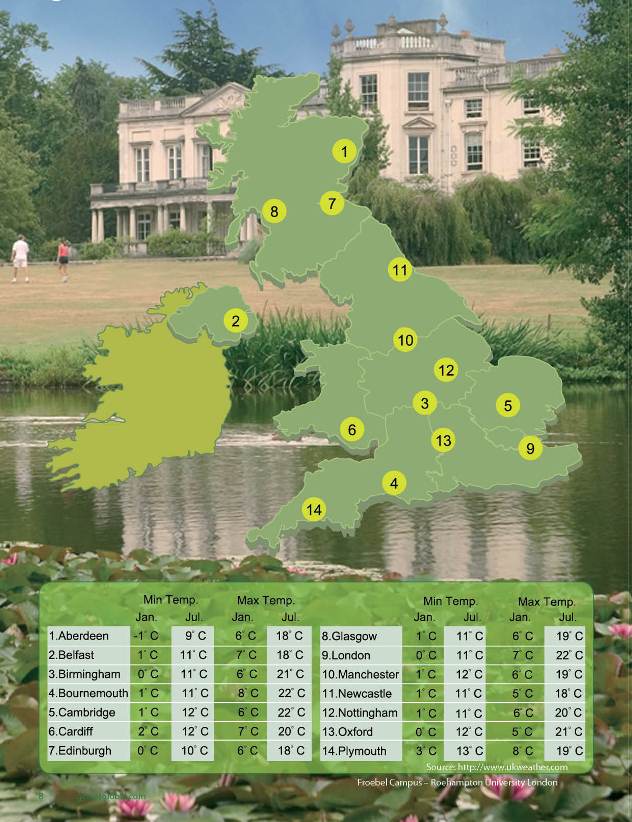 1
8
7
11
2
10
12
3
5
6
13
9
4
14
Min Temp. Max Temp. Min Temp. Max Temp.
Jan. Jul. Jan. Jul. Jan. Jul. Jan. Jul.
1.Aberdeen -1° C 9° C 6° C 18° C 8.Glasgow 1° C 11° C 6° C 19° C
2.Belfast 1° C 11° C 7° C 18° C 9.London 0° C 11° C 7° C 22° C
3.Birmingham 0° C 11° C 6° C 21° C 10.Manchester 1° C 12° C 6° C 19° C
4.Bournemouth 1° C 11° C 8° C 22° C 11.Newcastle 1° C 11° C 5° C 18° C
5.Cambridge 1° C 12° C 6° C 22° C 12.Nottingham 1° C 11° C 6° C 20° C
6.Cardiff 2° C 12° C 7° C 20° C 13.Oxford 0° C 12° C 5° C 21° C
7.Edinburgh 0° C 10° C 6° C 18° C 14.Plymouth 3° C 13° C 8° C 19° C
Source: http://www.ukweather.com
Froebel Campus – Roehampton University London
8